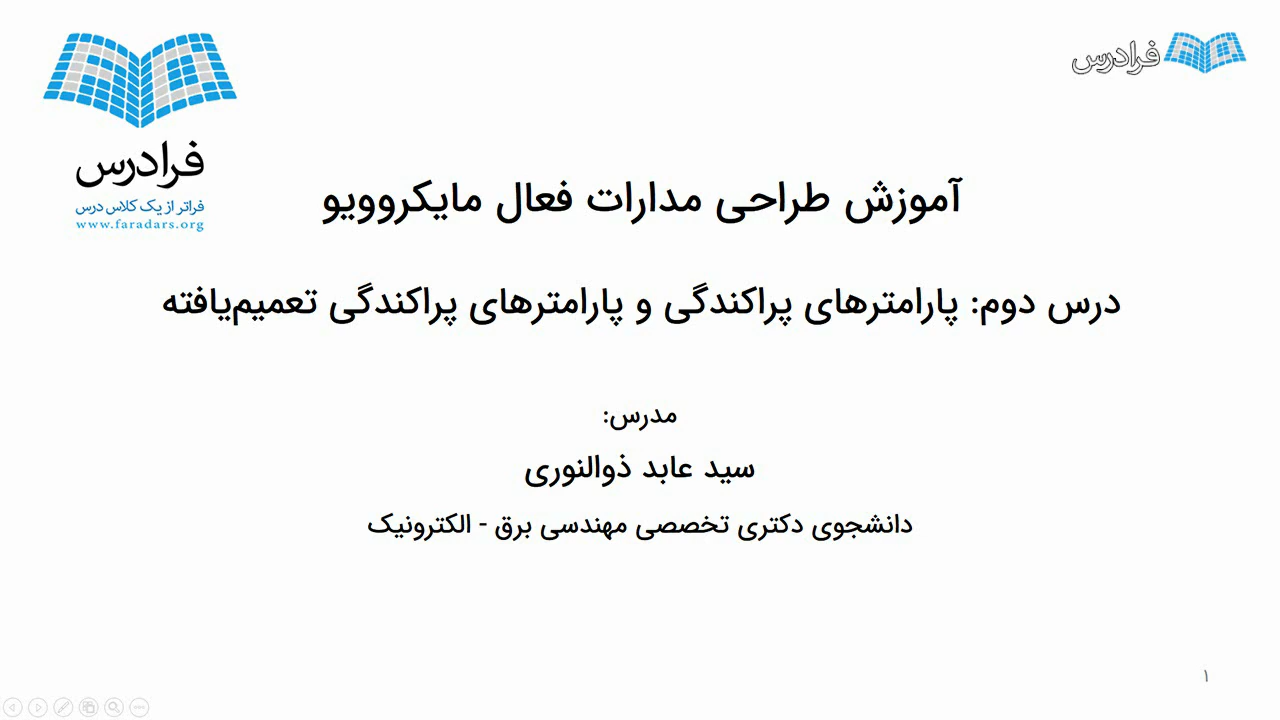 فرادرس
فرادرس
فراتر از یک کلاس درس
www.faradars.org
آموزش طراحی مدارات فعال مایکروویو
درس دوم: پارامترهای پراکندگی و پارامترهای پراکندگی تعمیم‌یافته
مدرس:
سید عابد ذوالنوری
دانشجوی دکتری تخصصی مهندسی برق - الکترونیک
۱